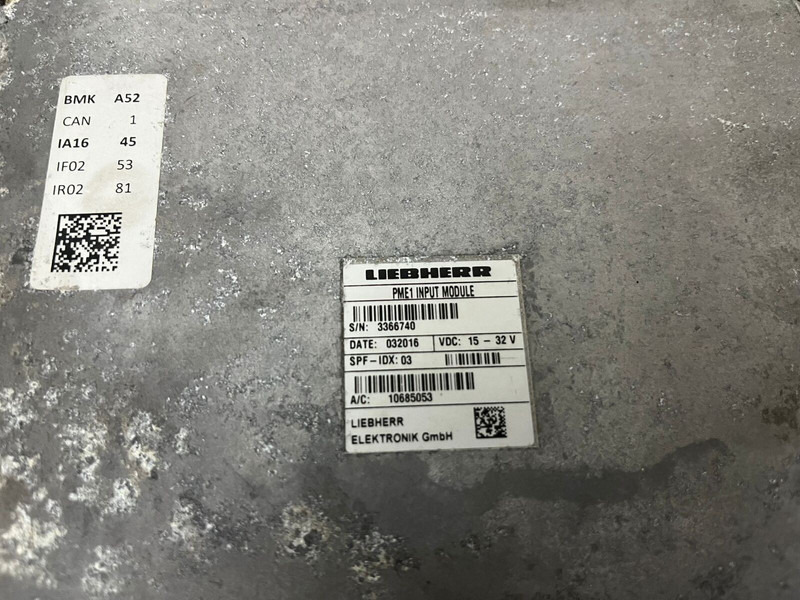 BMK A52
CAN 1
IA16 45
IF02 53
IR02 81
LIEBHERR
PME1 INPUT MODULE
S/N: 3366740
DATE: 032016 VDC: 15 - 32 V
SPF-IDX: 03
A/C: 10685053
LIEBHERR
ELEKTRONIK GmbH